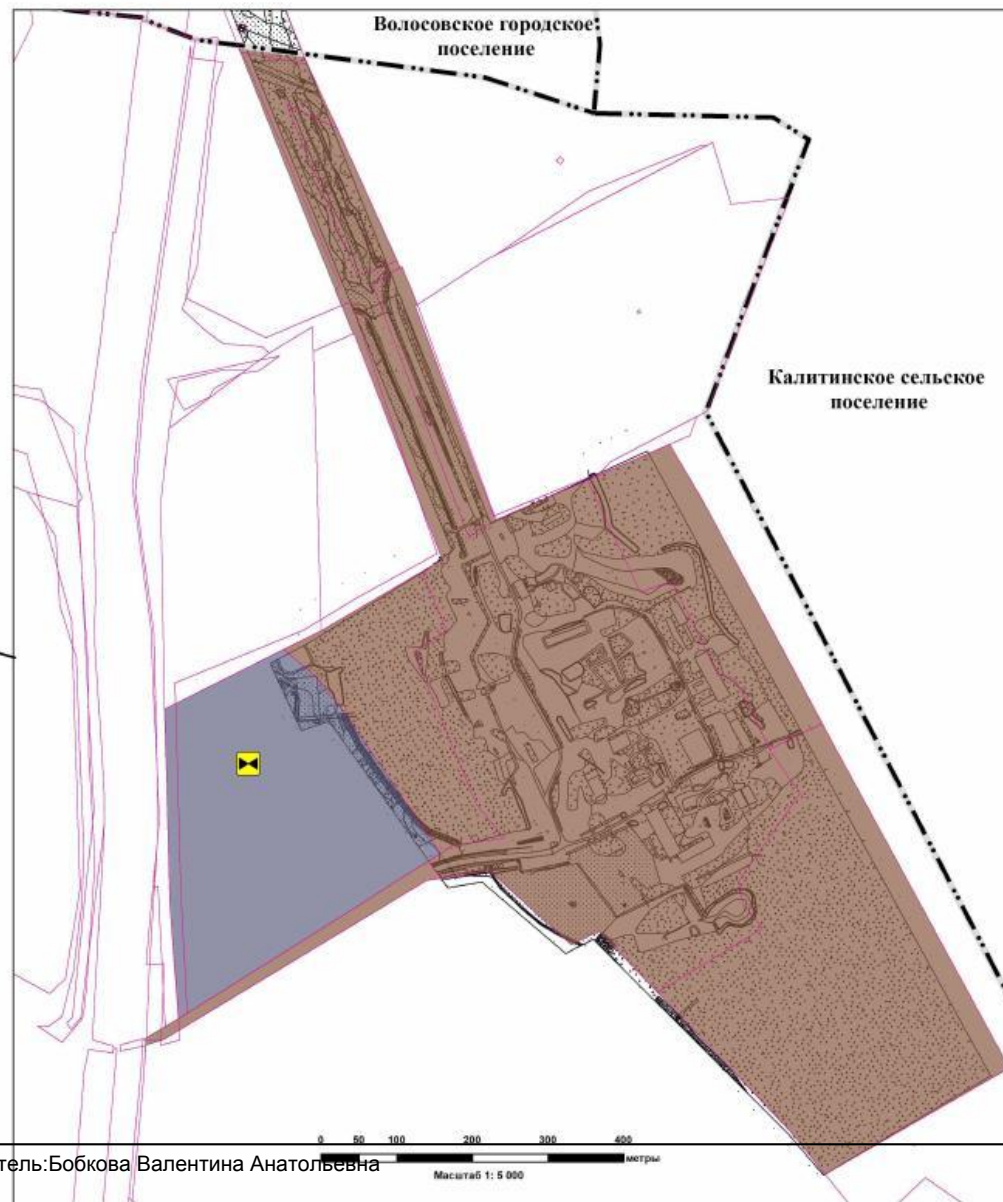 Волосовское городское
поселение
Калитинское сельское
поселение
0 50 100 200 300 400
метры
Масштаб 1: 5 000
тель:Бобкова Валентина Анатольевна